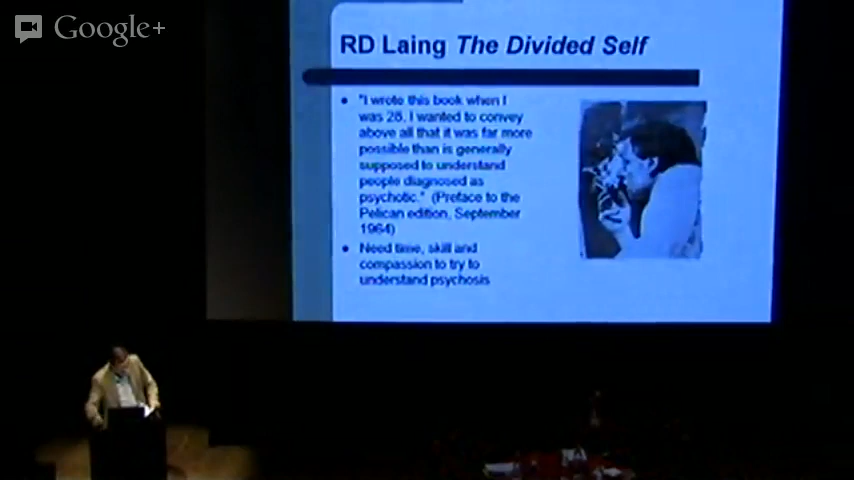 Google+
RD Laing The Divided Self
• "I wrote this book when I
was 28. I wanted to convey
above all that it was far more
possible than is generally
supposed to understand
people diagnosed as
psychotic." (Preface to the
Pelican edition, September
1964)
• Need time, skill and
compassion to try to
understand psychosis